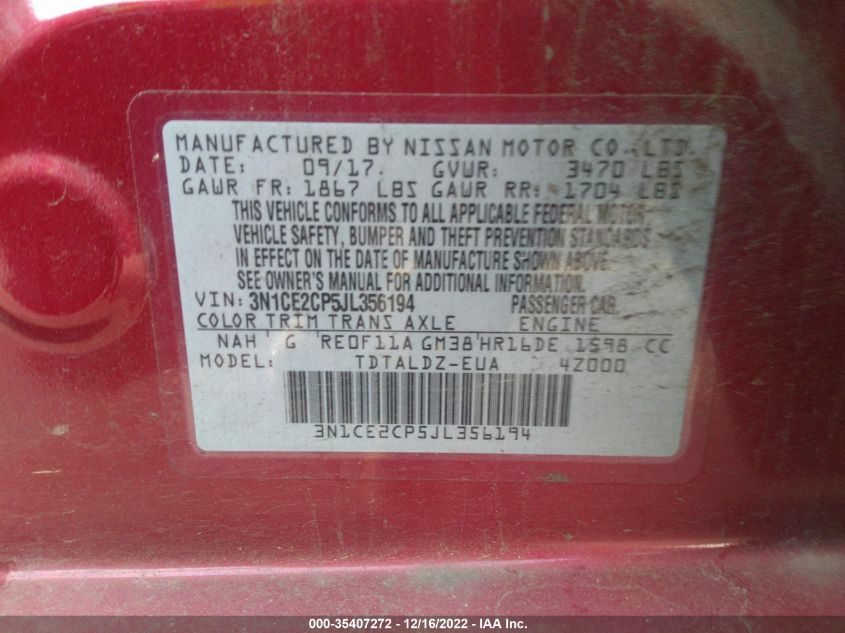 MANUFACTURED BY NISSAN MOTOR CO., LTD.
DATE: 09/17. GVWR: 3470 LBS
GAWR FR: 1867 LBS GAWR RR: 1704 LBS
THIS VEHICLE CONFORMS TO ALL APPLICABLE FEDERAL MOTOR
VEHICLE SAFETY, BUMPER AND THEFT PREVENTION STANDARDS
IN EFFECT ON THE DATE OF MANUFACTURE SHOWN ABOVE.
SEE OWNER'S MANUAL FOR ADDITIONAL INFORMATION.
VIN: 3N1CE2CP5JL356194 PASSENGER CAR
COLOR TRIM TRANS AXLE ENGINE
NAH G RE0F11A GM38 HR16DE 1598 CC
MODEL: TDTALDZ-EUA 4Z000
3N1CE2CP5JL356194
000-35407272 - 12/16/2022 - IAA Inc.